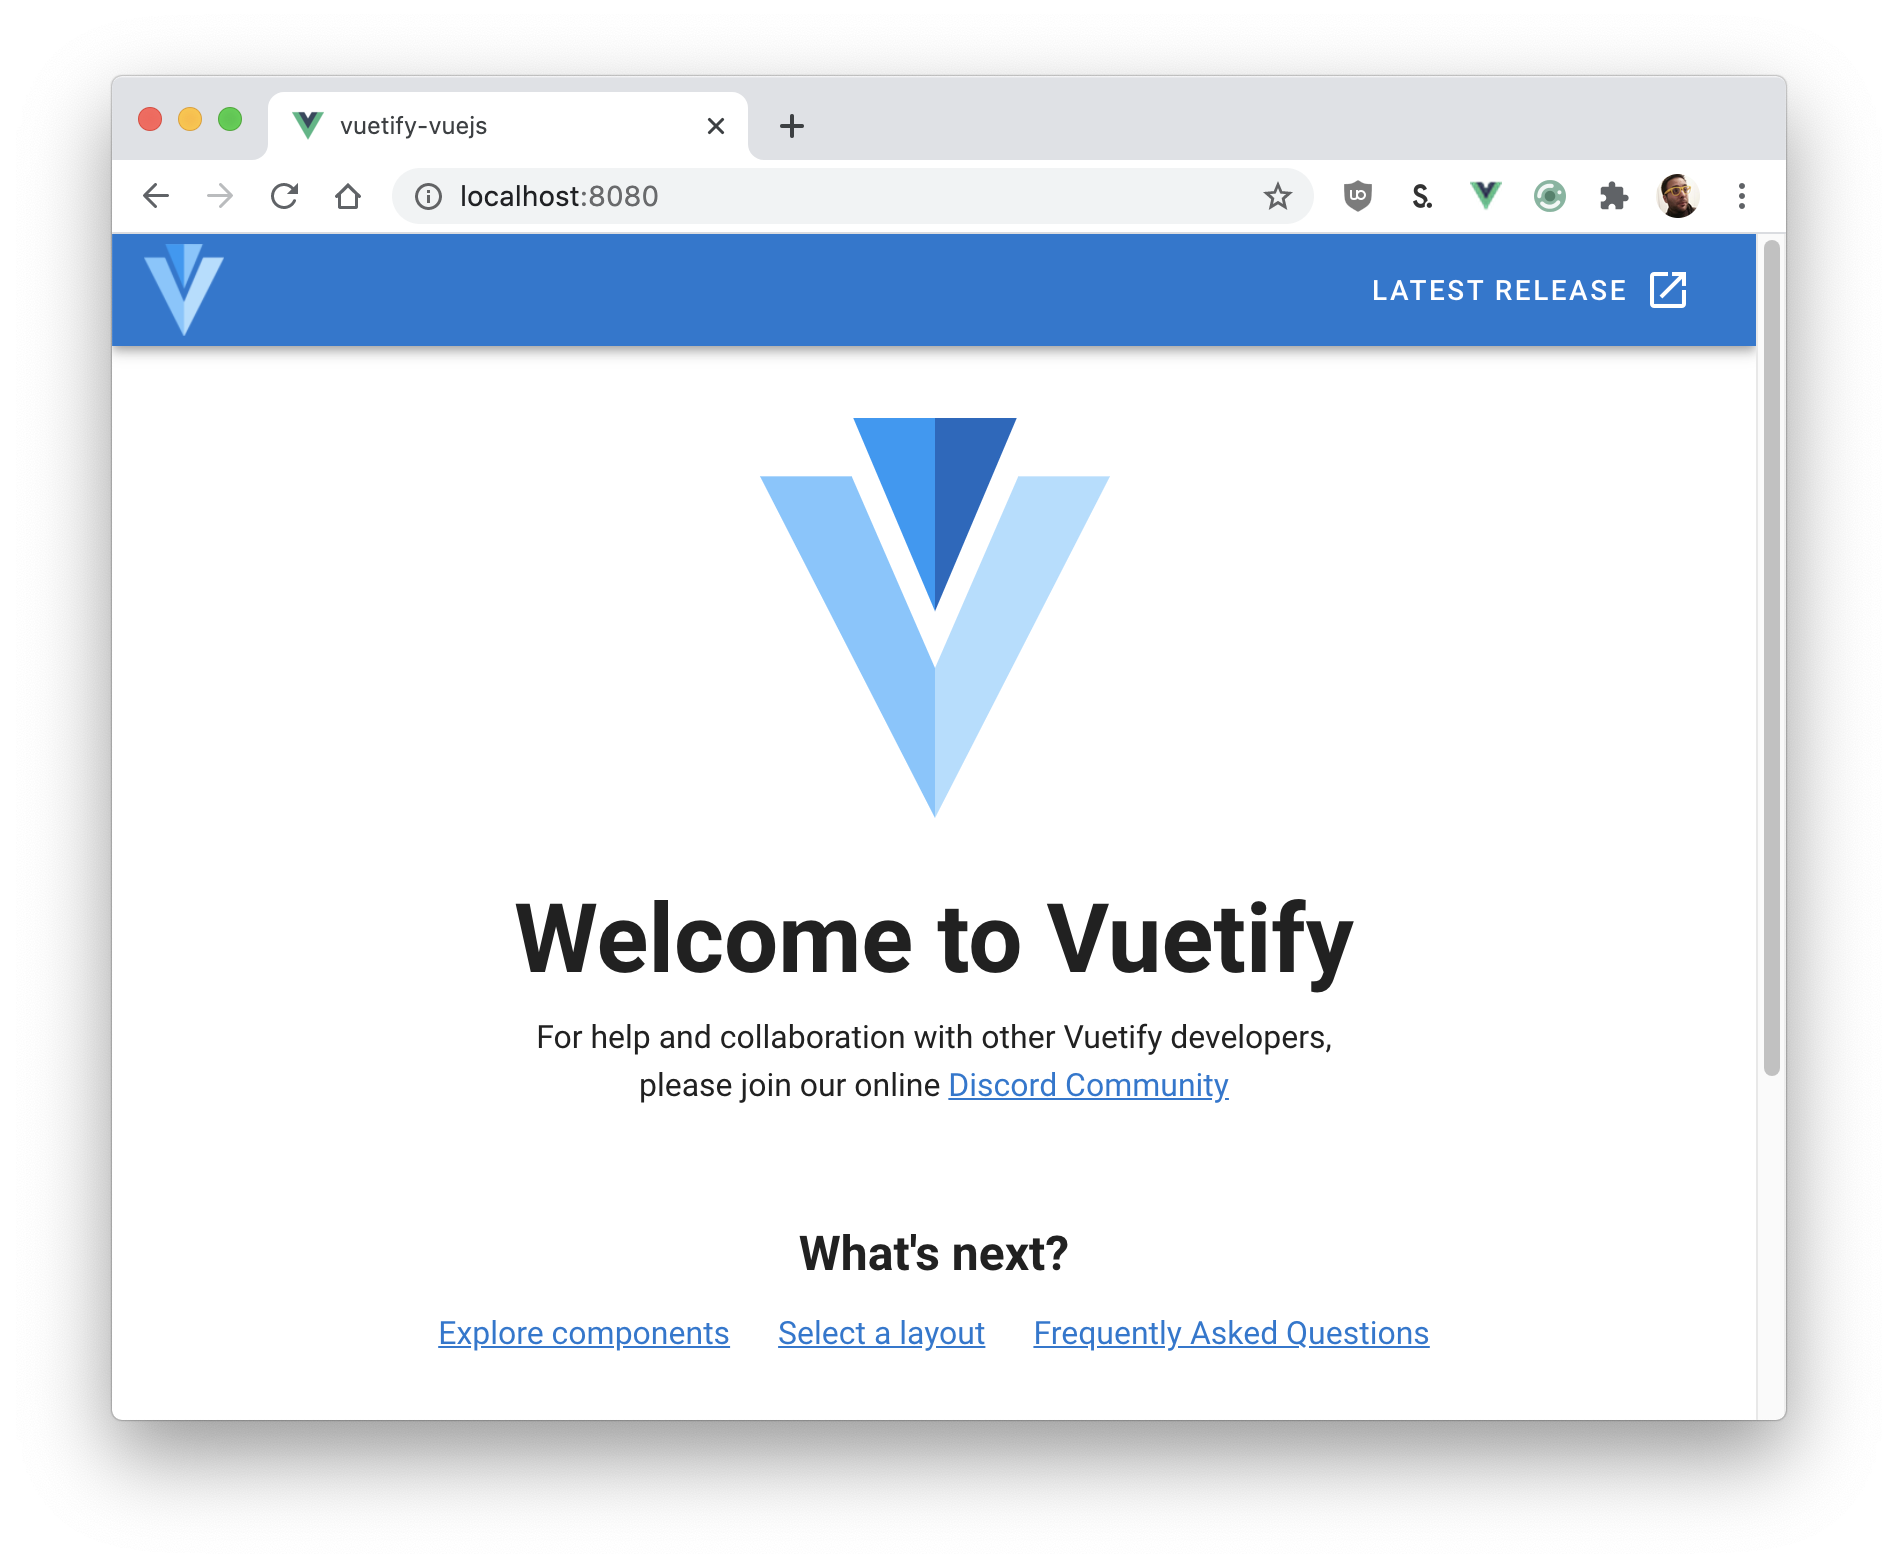 vuetify-vuejs
localhost:8080
S.
LATEST RELEASE
Welcome to Vuetify
For help and collaboration with other Vuetify developers,
please join our online Discord Community
What's next?
Explore components Select a layout Frequently Asked Questions